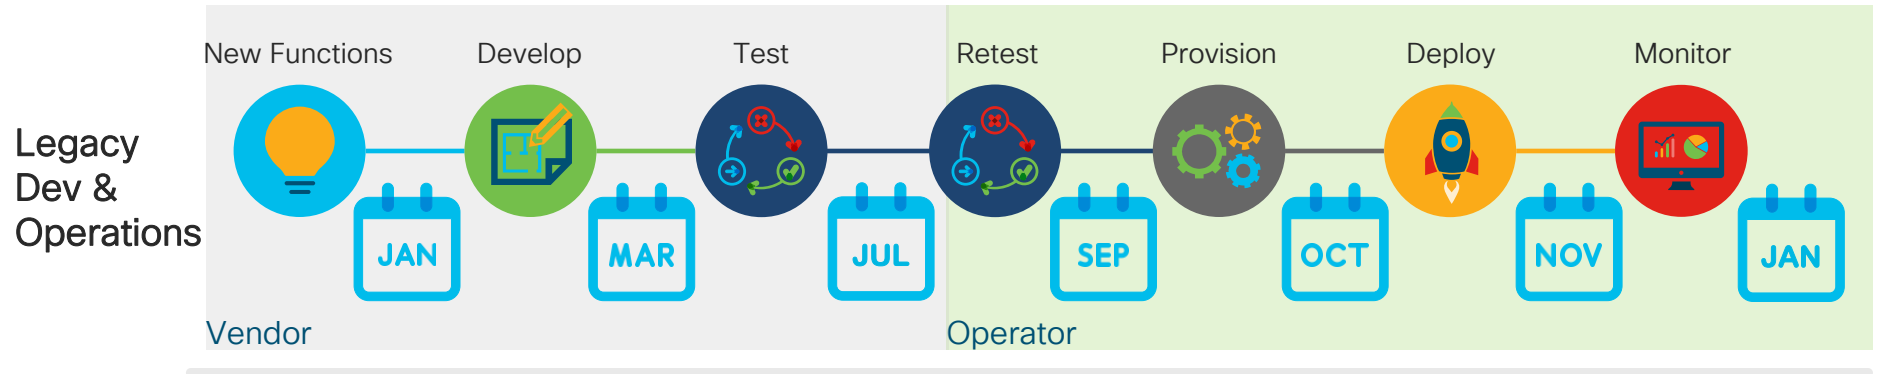 New Functions
Develop
Test
Retest
Provision
Deploy
Monitor
Legacy
Dev &
Operations
JAN
MAR
JUL
SEP
OCT
NOV
JAN
Vendor
Operator